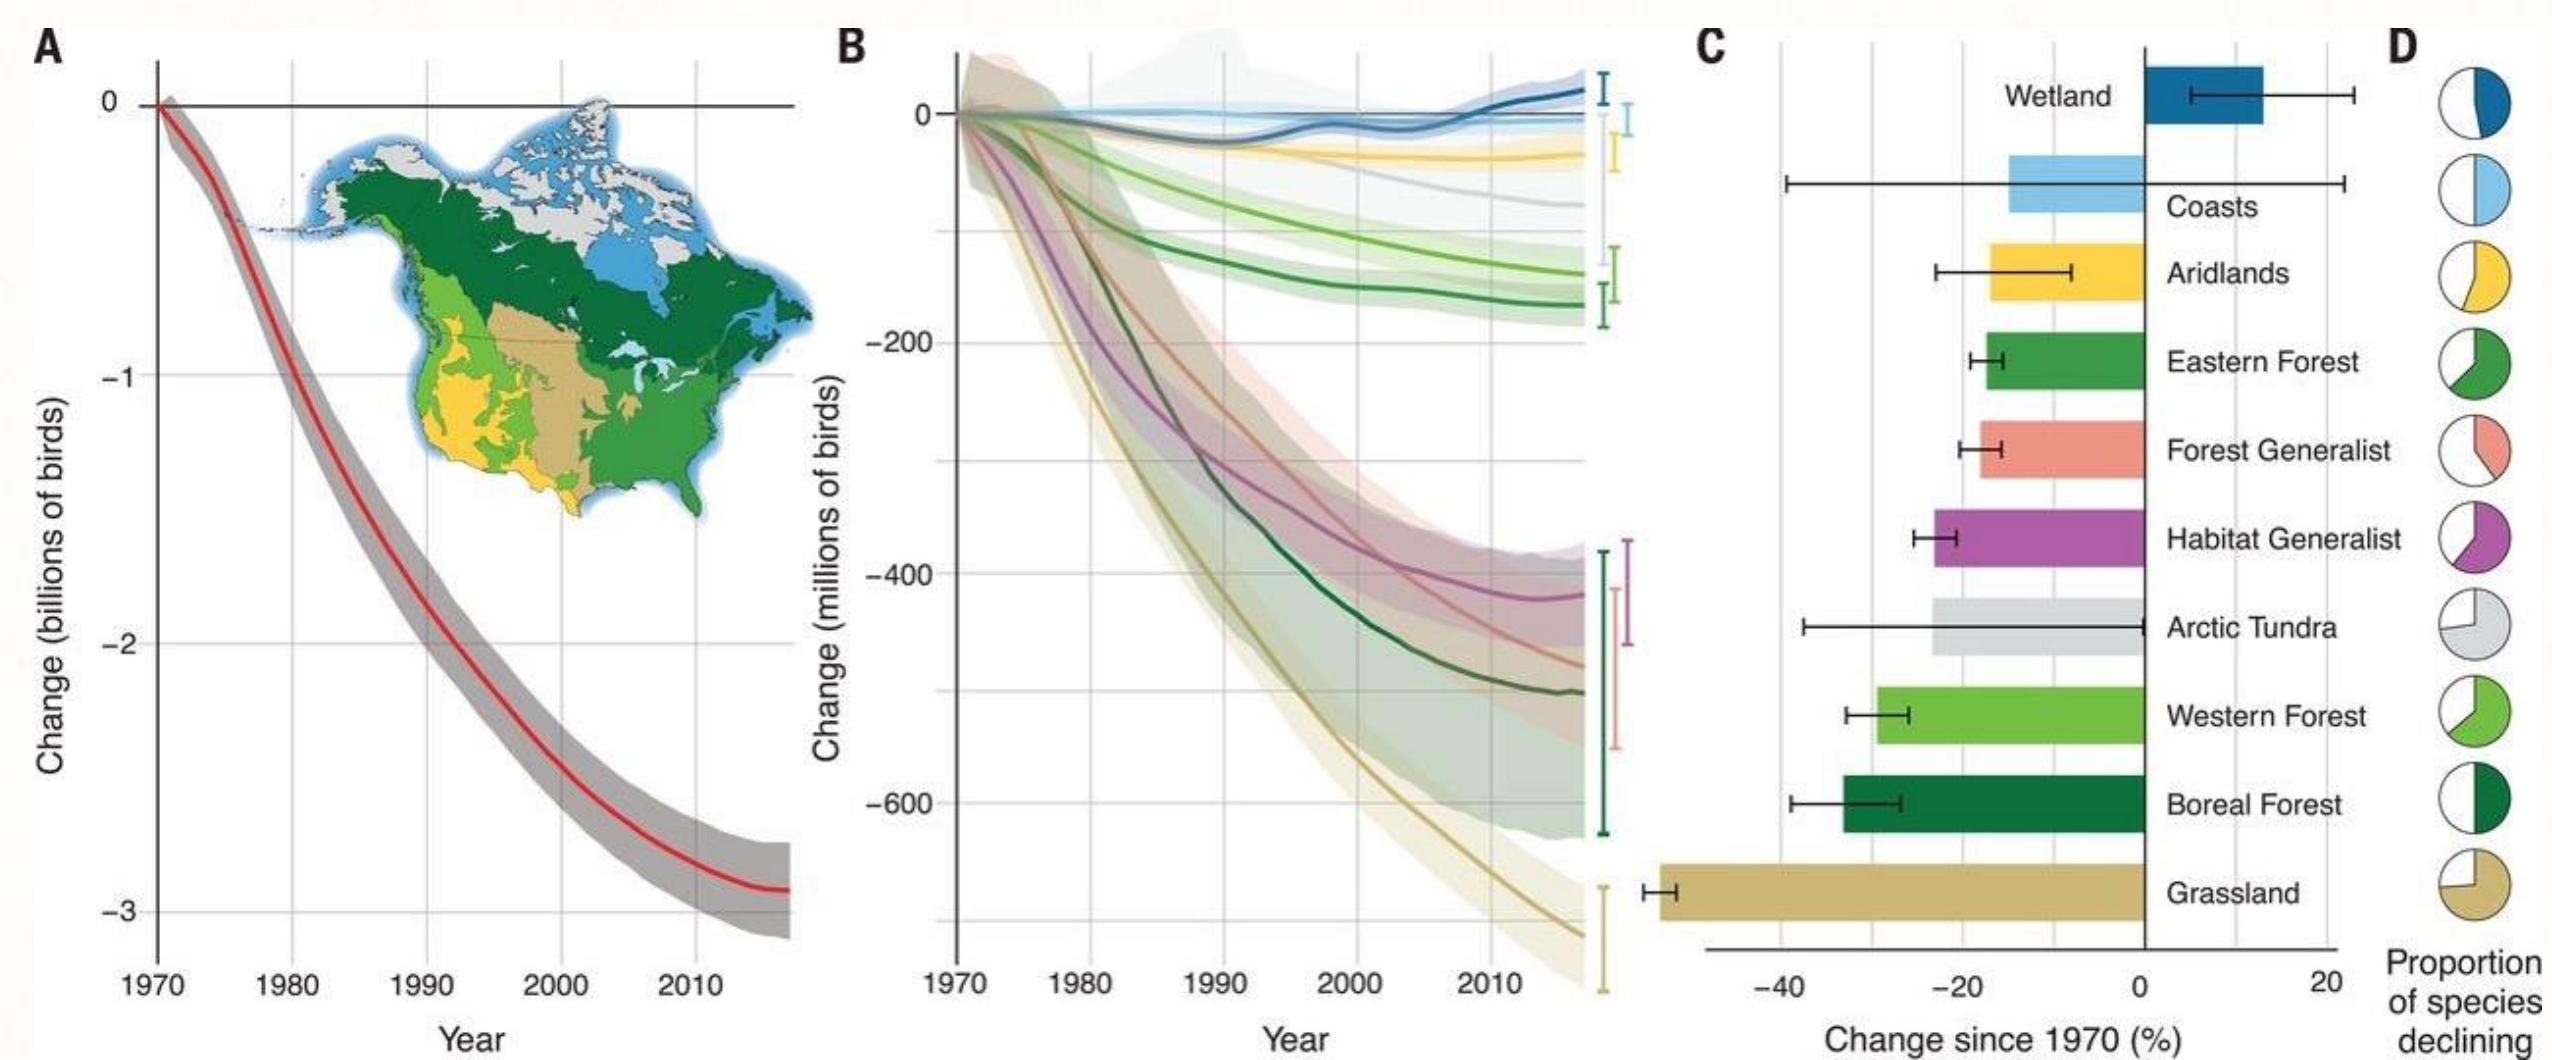 A
0
−1
−2
−3
Change (billions of birds)
1970
1980
1990
2000
2010
Year
B
0
−200
−400
−600
Change (millions of birds)
1970
1980
1990
2000
2010
Year
C
Wetland
Coasts
Aridlands
Eastern Forest
Forest Generalist
Habitat Generalist
Arctic Tundra
Western Forest
Boreal Forest
Grassland
−40
−20
0
20
Change since 1970 (%)
D
Proportion
of species
declining